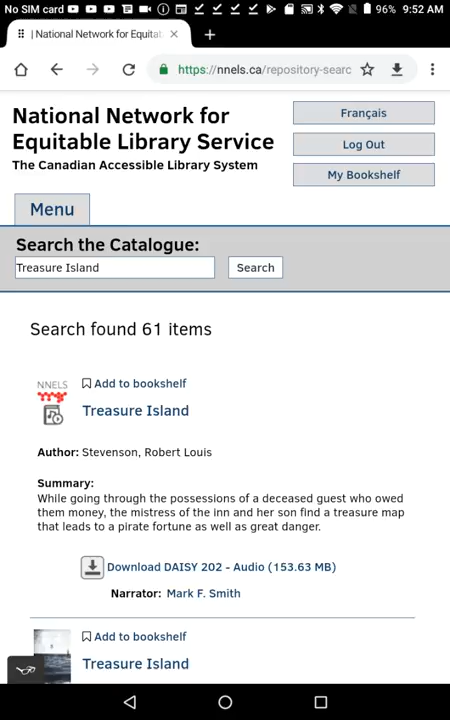 No SIM card 96% 9:52 AM
| National Network for Equitab
https://nnels.ca/repository-searc
National Network for
Equitable Library Service
The Canadian Accessible Library System
Français
Log Out
My Bookshelf
Menu
Search the Catalogue:
Treasure Island Search
Search found 61 items
NNELS
Add to bookshelf
Treasure Island
Author: Stevenson, Robert Louis
Summary:
While going through the possessions of a deceased guest who owed
them money, the mistress of the inn and her son find a treasure map
that leads to a pirate fortune as well as great danger.
Download DAISY 202 - Audio (153.63 MB)
Narrator: Mark F. Smith
Add to bookshelf
Treasure Island